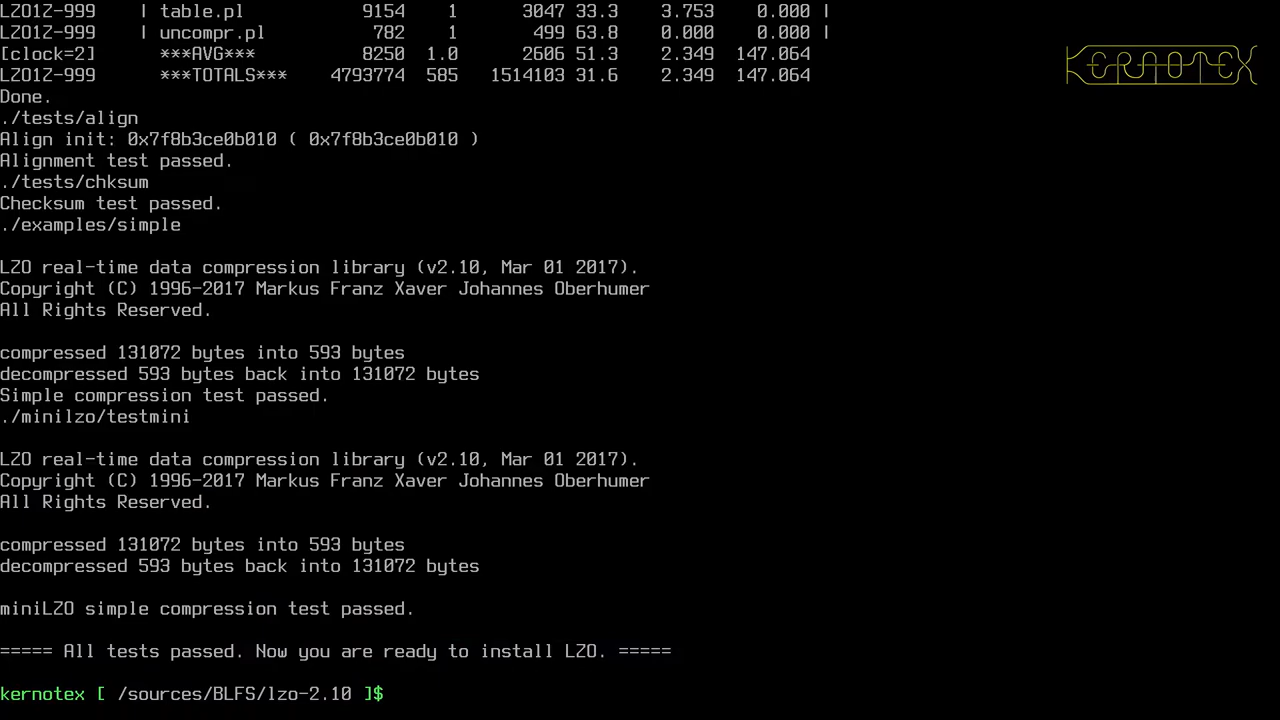 LZO1Z-999 | table.pl 9154 1 3047 33.3 3.753 0.000 |
LZO1Z-999 | uncompr.pl 782 1 499 63.8 0.000 0.000 |
[clock=2] ***AVG*** 8250 1.0 2606 51.3 2.349 147.064
LZO1Z-999 ***TOTALS*** 4793774 585 1514103 31.6 2.349 147.064
Done.
./tests/align
Align init: 0x7f8b3ce0b010 ( 0x7f8b3ce0b010 )
Alignment test passed.
./tests/chksum
Checksum test passed.
./examples/simple
LZO real-time data compression library (v2.10, Mar 01 2017).
Copyright (C) 1996-2017 Markus Franz Xaver Johannes Oberhumer
All Rights Reserved.
compressed 131072 bytes into 593 bytes
decompressed 593 bytes back into 131072 bytes
Simple compression test passed.
./minilzo/testmini
LZO real-time data compression library (v2.10, Mar 01 2017).
Copyright (C) 1996-2017 Markus Franz Xaver Johannes Oberhumer
All Rights Reserved.
compressed 131072 bytes into 593 bytes
decompressed 593 bytes back into 131072 bytes
miniLZO simple compression test passed.
===== All tests passed. Now you are ready to install LZO. =====
kernotex [ /sources/BLFS/lzo-2.10 ]$
KERNOTEX